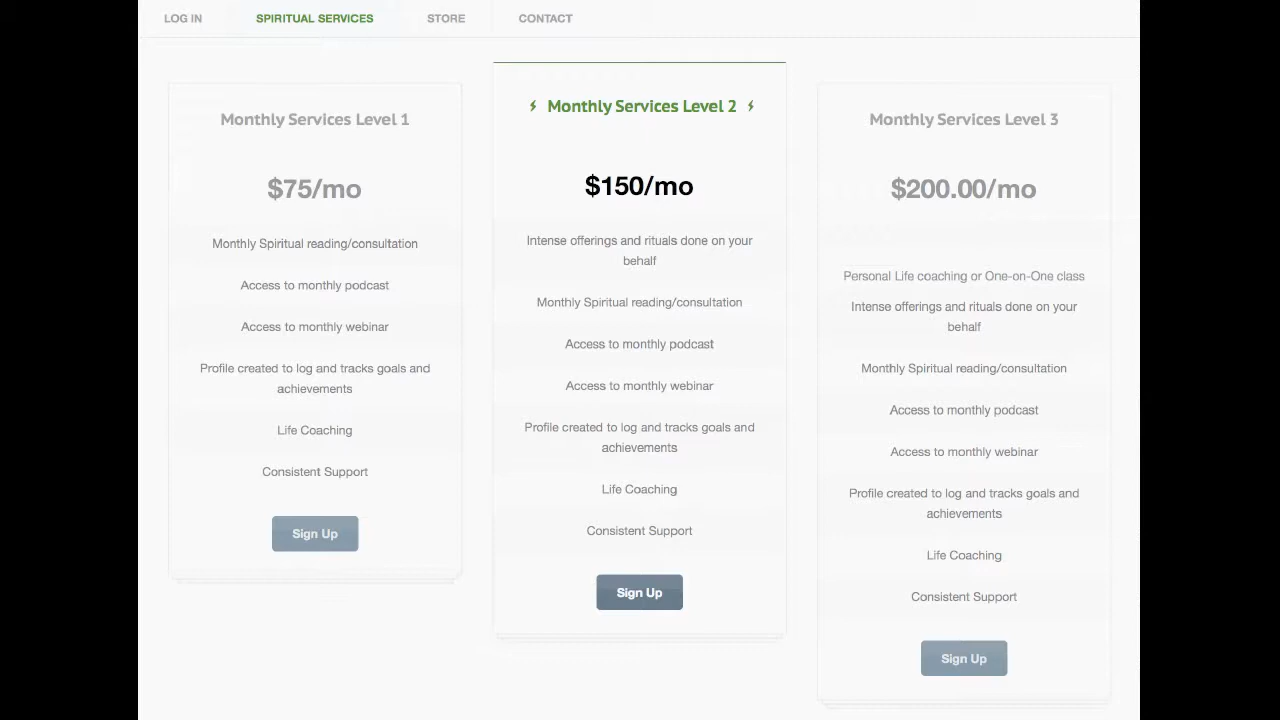 LOG IN
SPIRITUAL SERVICES
STORE
CONTACT
Monthly Services Level 1
$75/mo
Monthly Spiritual reading/consultation
Access to monthly podcast
Access to monthly webinar
Profile created to log and tracks goals and
achievements
Life Coaching
Consistent Support
Sign Up
Monthly Services Level 2
$150/mo
Intense offerings and rituals done on your
behalf
Monthly Spiritual reading/consultation
Access to monthly podcast
Access to monthly webinar
Profile created to log and tracks goals and
achievements
Life Coaching
Consistent Support
Sign Up
Monthly Services Level 3
$200.00/mo
Personal Life coaching or One-on-One class
Intense offerings and rituals done on your
behalf
Monthly Spiritual reading/consultation
Access to monthly podcast
Access to monthly webinar
Profile created to log and tracks goals and
achievements
Life Coaching
Consistent Support
Sign Up